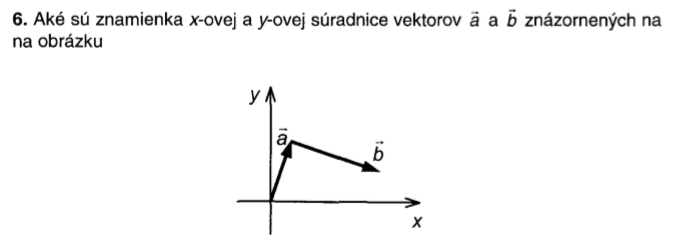 6. Aké sú znamienka x-ovej a y-ovej súradnice vektorov a⃗ a b⃗ znázornených na
na obrázku
y
a⃗
b⃗
x